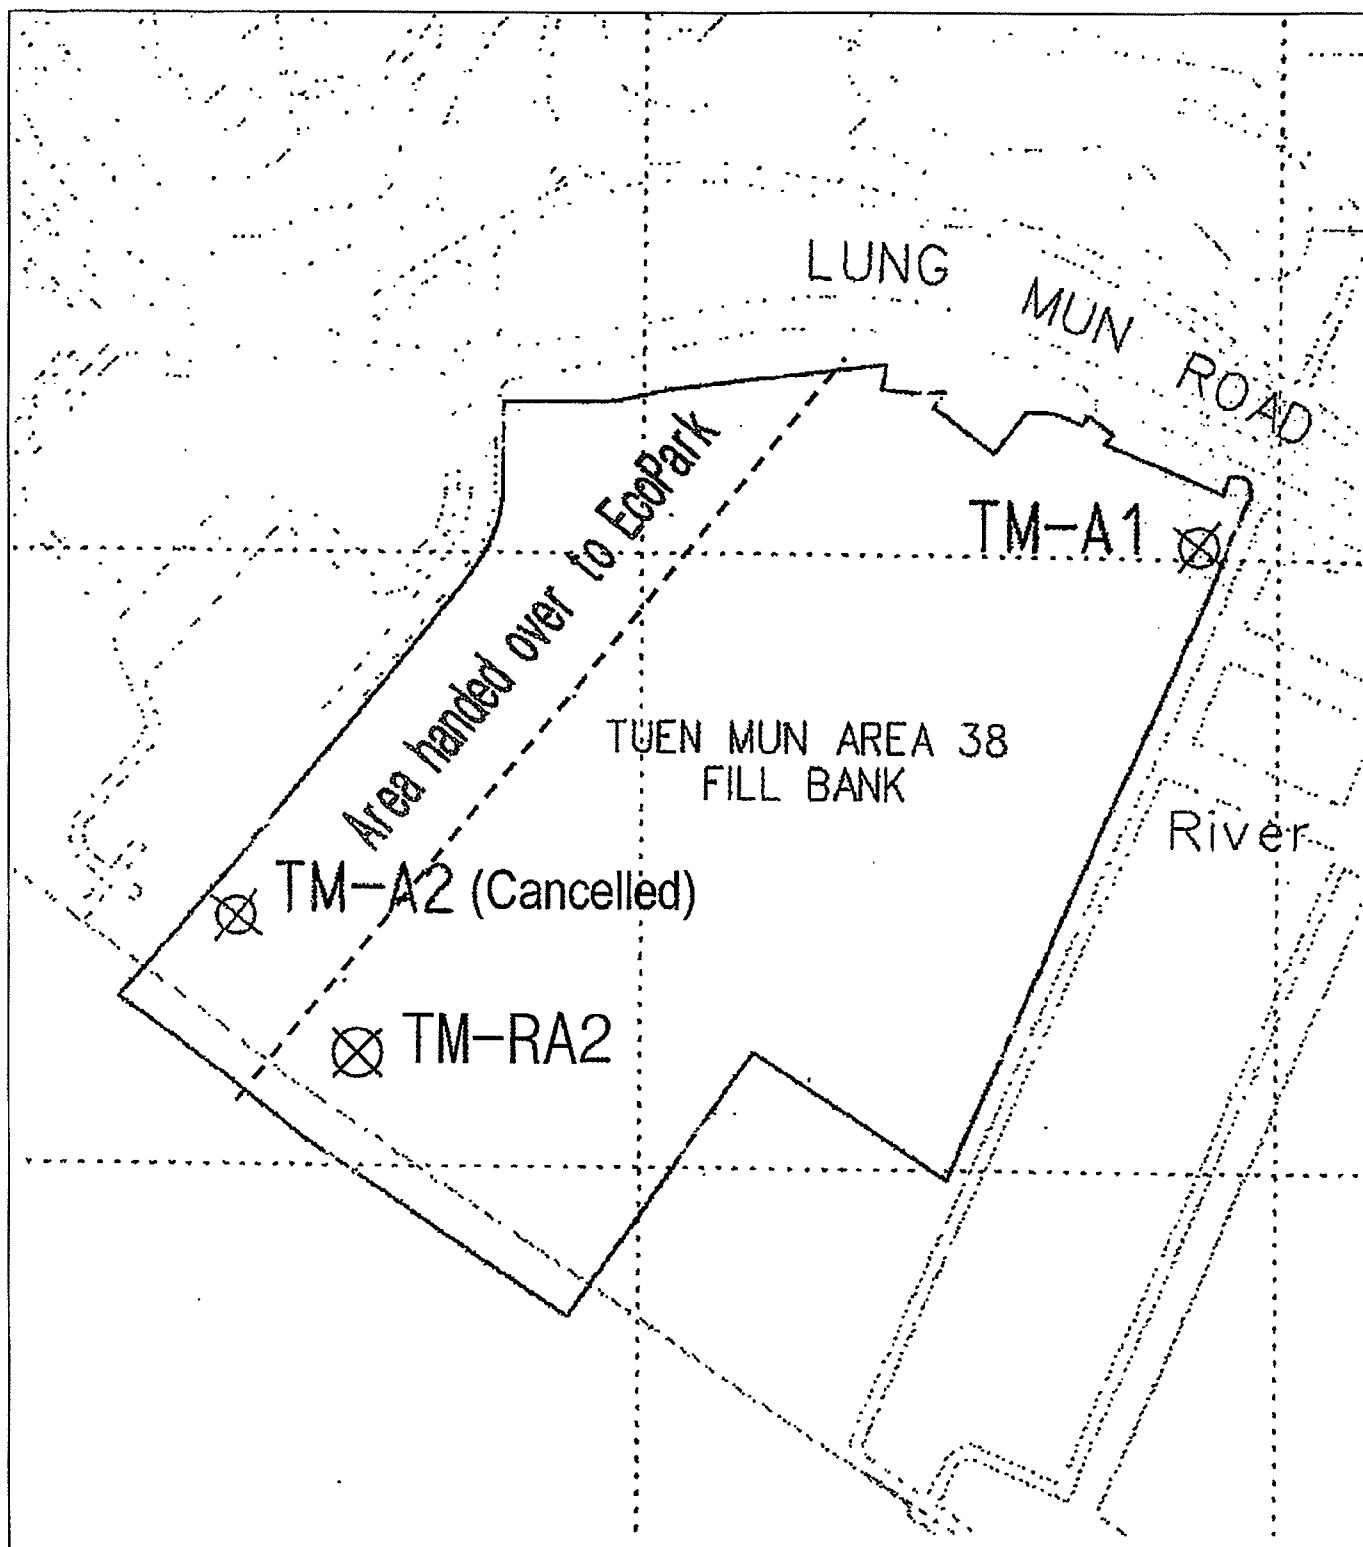 LUNG
MUN
ROAD
Area handed over to EcoPark
TM-A1
TUEN MUN AREA 38
FILL BANK
River
TM-A2 (Cancelled)
TM-RA2